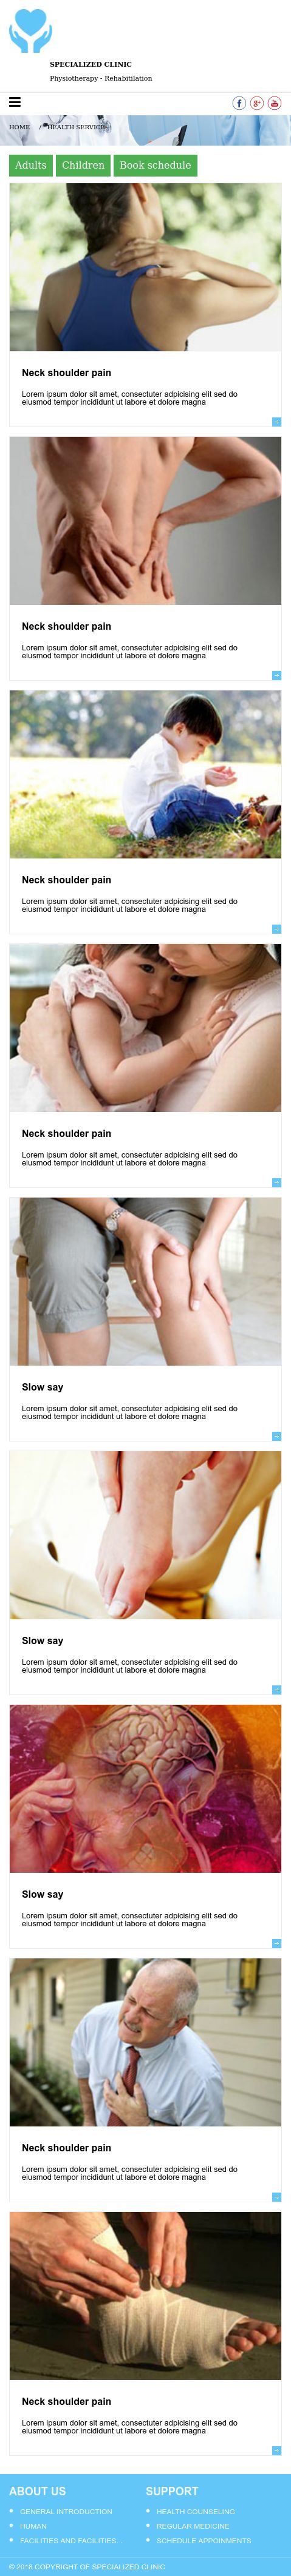 SPECIALIZED CLINIC
Physiotherapy - Rehabitilation
HOME / HEALTH SERVICE
Adults Children Book schedule
Neck shoulder pain
Lorem ipsum dolor sit amet, consectuter adpicising elit sed do
eiusmod tempor incididunt ut labore et dolore magna
Neck shoulder pain
Lorem ipsum dolor sit amet, consectuter adpicising elit sed do
eiusmod tempor incididunt ut labore et dolore magna
Neck shoulder pain
Lorem ipsum dolor sit amet, consectuter adpicising elit sed do
eiusmod tempor incididunt ut labore et dolore magna
Neck shoulder pain
Lorem ipsum dolor sit amet, consectuter adpicising elit sed do
eiusmod tempor incididunt ut labore et dolore magna
Slow say
Lorem ipsum dolor sit amet, consectuter adpicising elit sed do
eiusmod tempor incididunt ut labore et dolore magna
Slow say
Lorem ipsum dolor sit amet, consectuter adpicising elit sed do
eiusmod tempor incididunt ut labore et dolore magna
Slow say
Lorem ipsum dolor sit amet, consectuter adpicising elit sed do
eiusmod tempor incididunt ut labore et dolore magna
Neck shoulder pain
Lorem ipsum dolor sit amet, consectuter adpicising elit sed do
eiusmod tempor incididunt ut labore et dolore magna
Neck shoulder pain
Lorem ipsum dolor sit amet, consectuter adpicising elit sed do
eiusmod tempor incididunt ut labore et dolore magna
ABOUT US
GENERAL INTRODUCTION
HUMAN
FACILITIES AND FACILITIES...
SUPPORT
HEALTH COUNSELING
REGULAR MEDICINE
SCHEDULE APPOINMENTS
© 2018 COPYRIGHT OF SPECIALIZED CLINIC